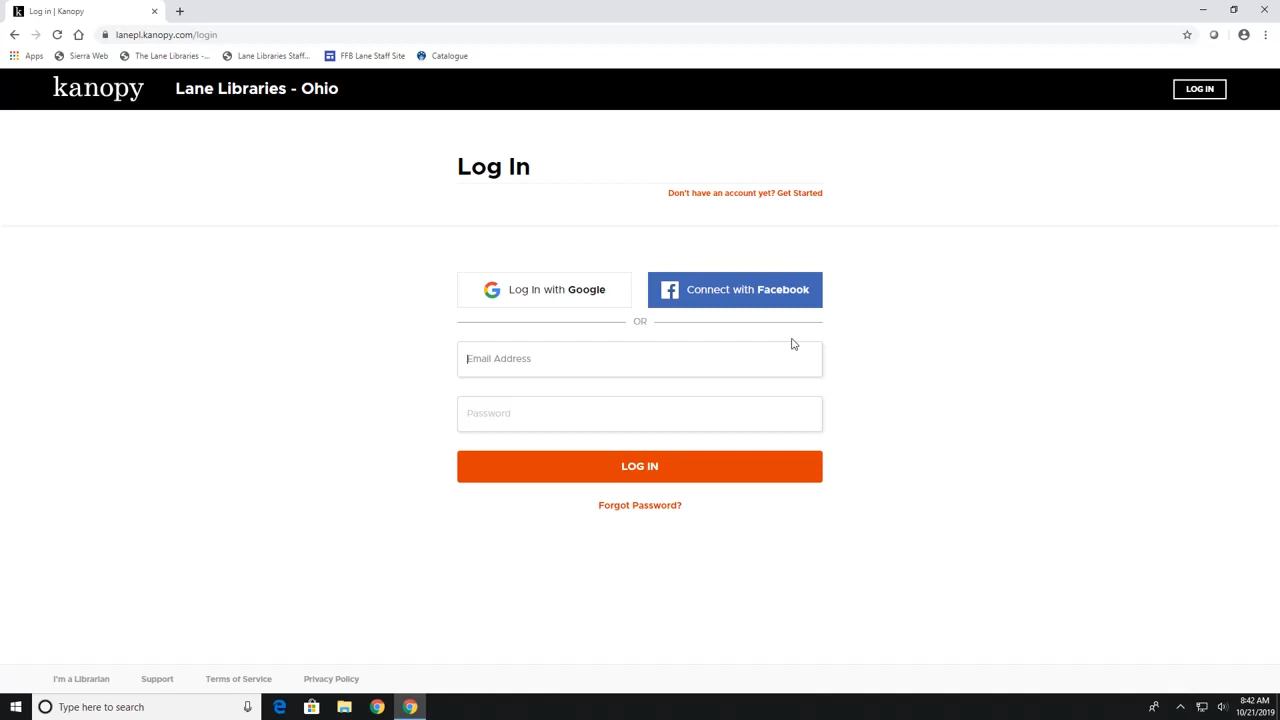 Log in | Kanopy
lanepl.kanopy.com/login
Apps Sierra Web The Lane Libraries -... Lane Libraries Staff... FFB Lane Staff Site Catalogue
kanopy Lane Libraries - Ohio LOG IN
Log In
Don't have an account yet? Get Started
Log In with Google Connect with Facebook
OR
Email Address
Password
LOG IN
Forgot Password?
I'm a Librarian Support Terms of Service Privacy Policy
Type here to search 8:42 AM
10/21/2019